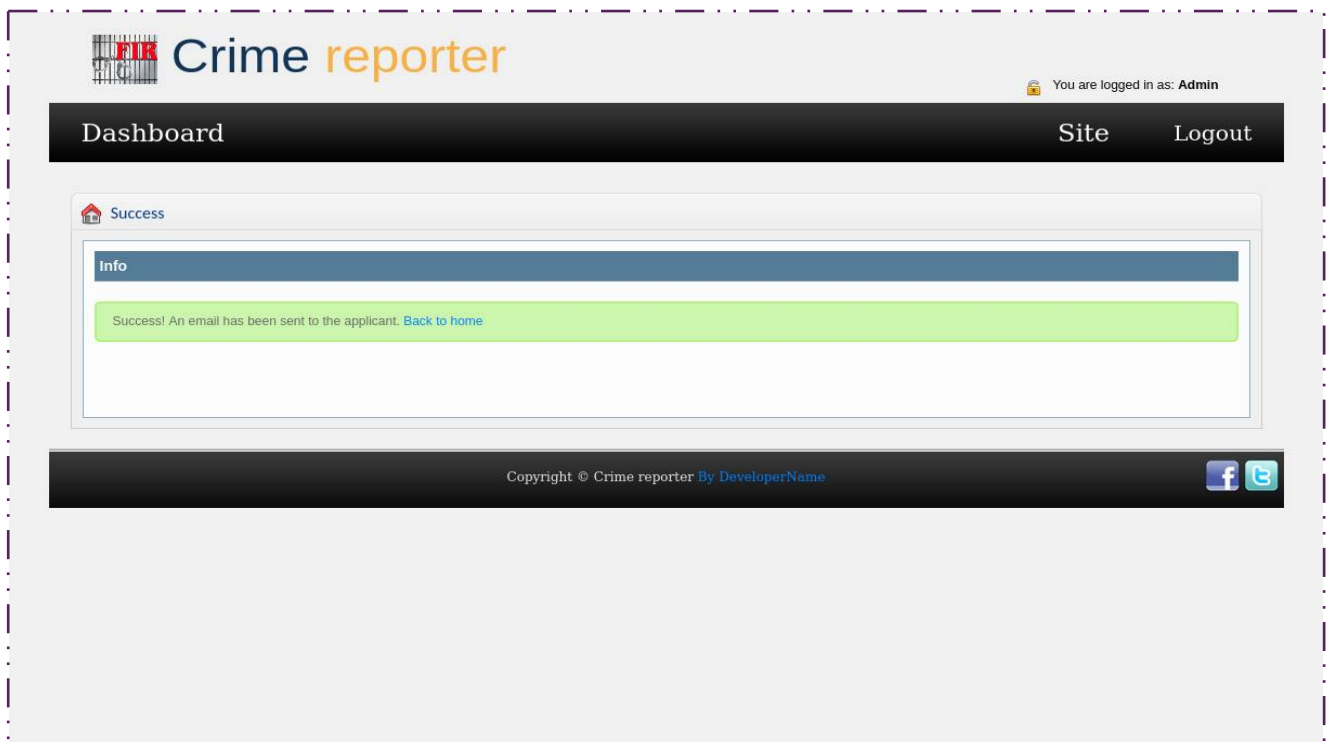 FIR
Crime reporter
You are logged in as: Admin
Dashboard
Site
Logout
Success
Info
Success! An email has been sent to the applicant. Back to home
Copyright © Crime reporter By DeveloperName